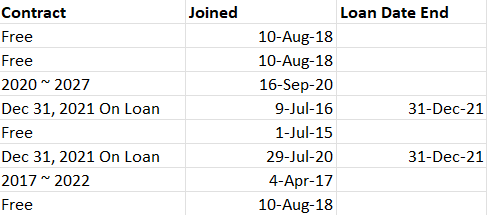 Contract Joined Loan Date End
Free 10-Aug-18
Free 10-Aug-18
2020 ~ 2027 16-Sep-20
Dec 31, 2021 On Loan 9-Jul-16 31-Dec-21
Free 1-Jul-15
Dec 31, 2021 On Loan 29-Jul-20 31-Dec-21
2017 ~ 2022 4-Apr-17
Free 10-Aug-18